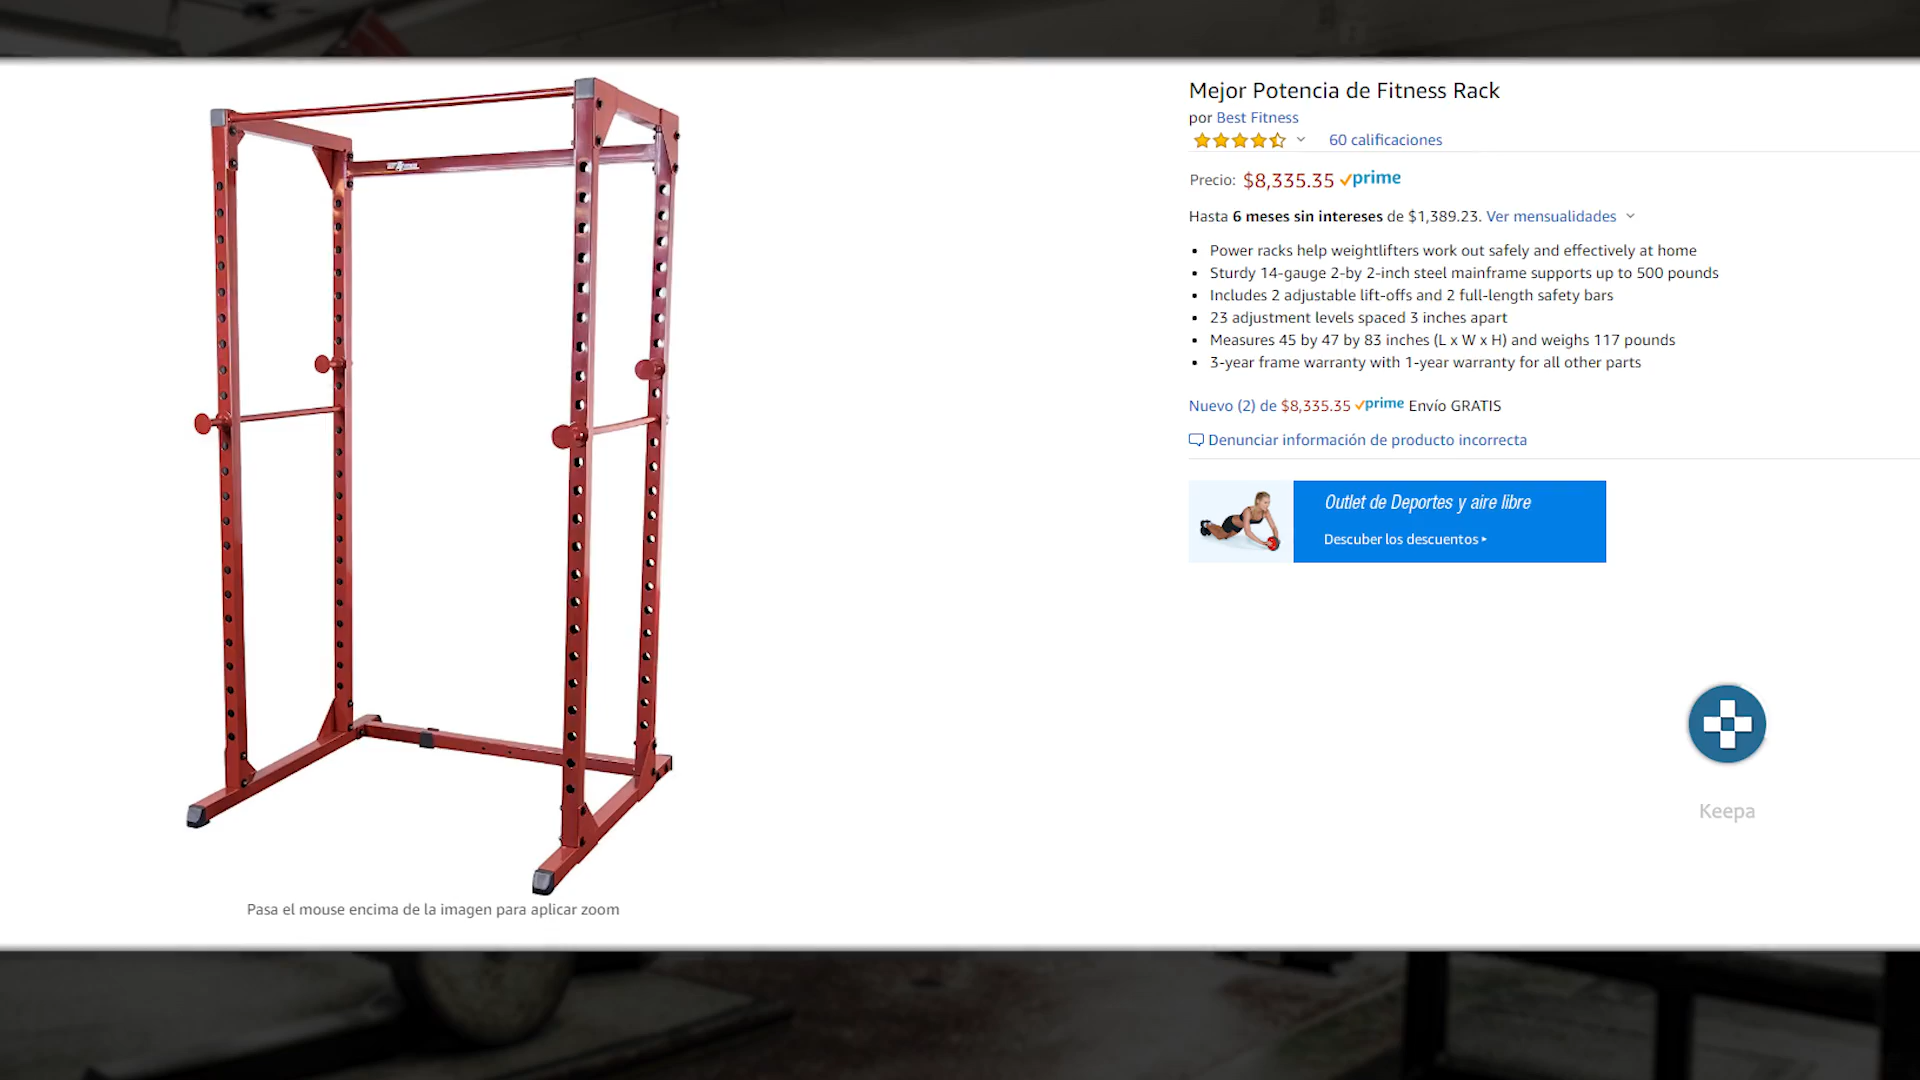 Mejor Potencia de Fitness Rack
por Best Fitness
60 calificaciones
Precio: $8,335.35 prime
Hasta 6 meses sin intereses de $1,389.23. Ver mensualidades
Power racks help weightlifters work out safely and effectively at home
Sturdy 14-gauge 2-by 2-inch steel mainframe supports up to 500 pounds
Includes 2 adjustable lift-offs and 2 full-length safety bars
23 adjustment levels spaced 3 inches apart
Measures 45 by 47 by 83 inches (L x W x H) and weighs 117 pounds
3-year frame warranty with 1-year warranty for all other parts
Nuevo (2) de $8,335.35 prime Envío GRATIS
Denunciar información de producto incorrecta
Outlet de Deportes y aire libre
Descuber los descuentos
Keepa
Pasa el mouse encima de la imagen para aplicar zoom